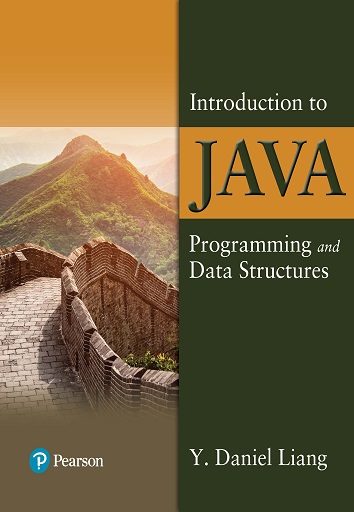 Introduction to
JAVA
Programming and
Data Structures
P Pearson
Y. Daniel Liang